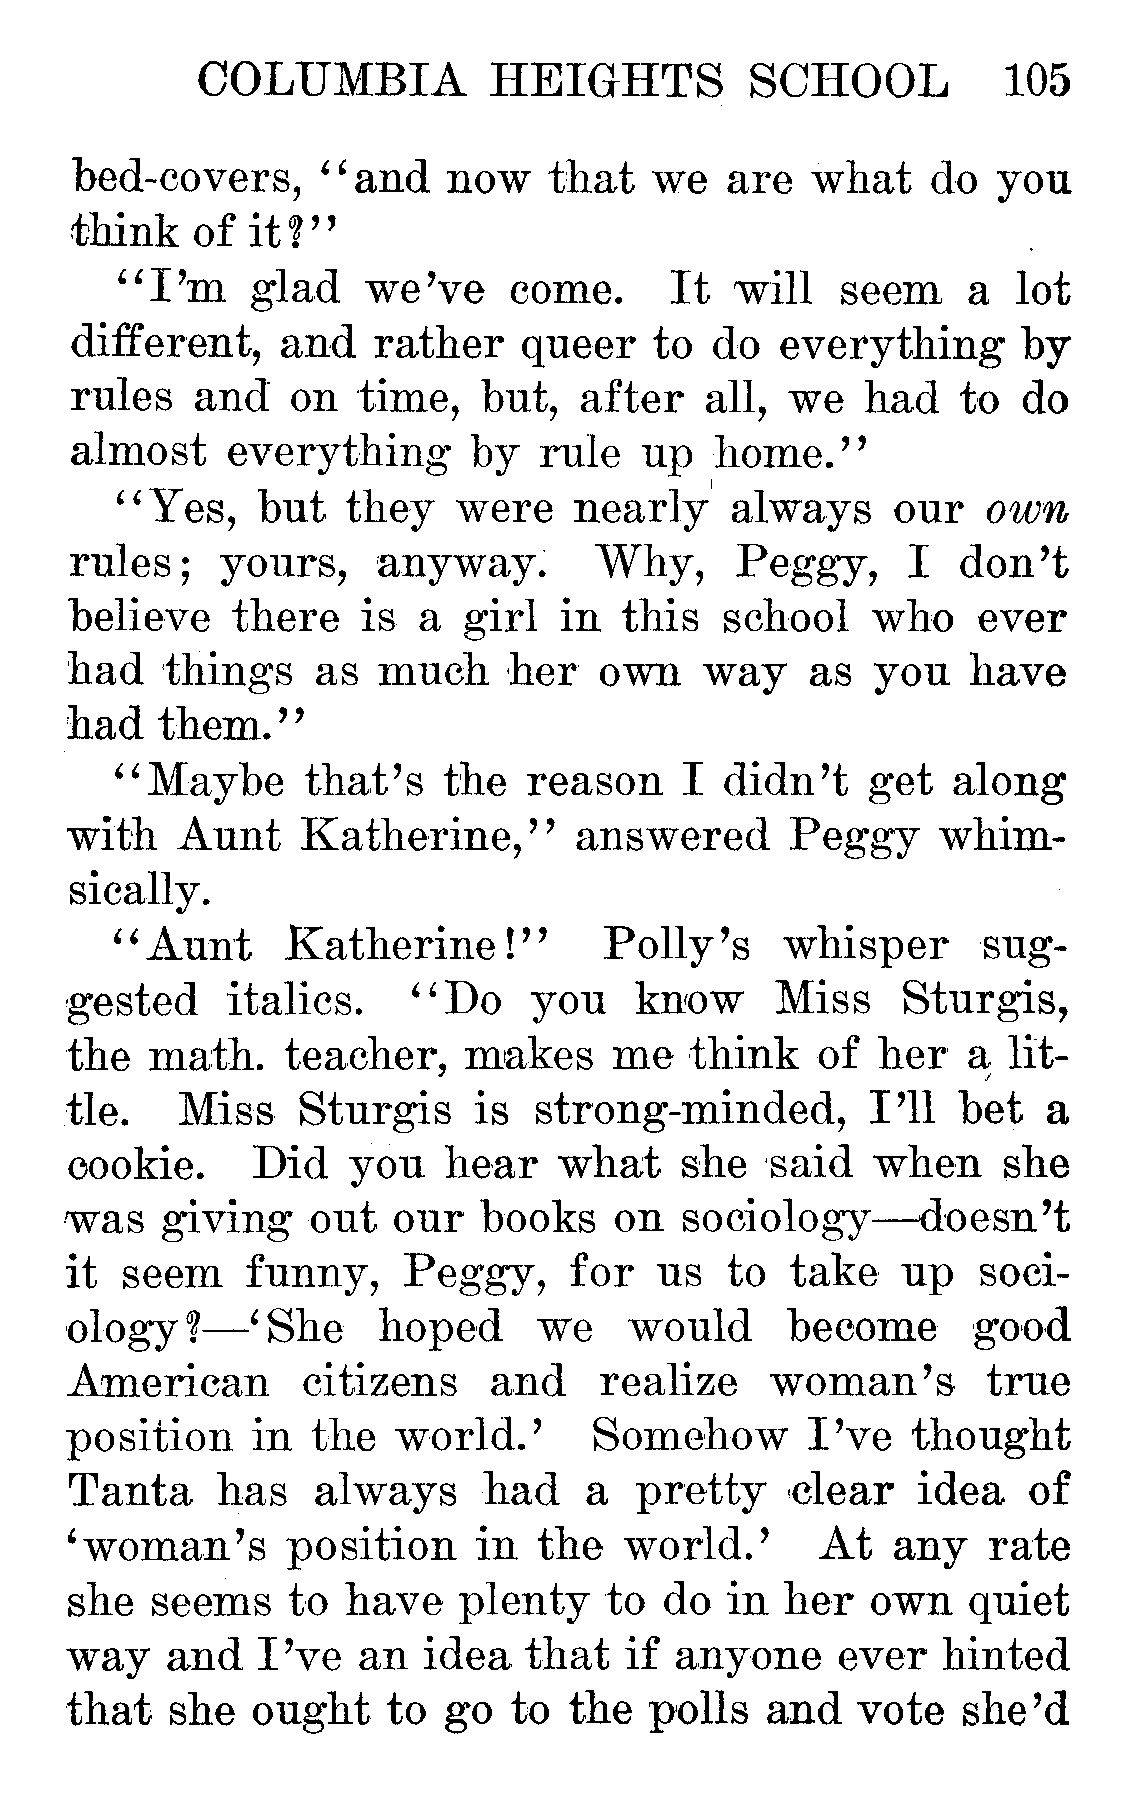 COLUMBIA HEIGHTS SCHOOL 105
bed-covers, "and now that we are what do you
think of it?"
"I'm glad we've come. It will seem a lot
different, and rather queer to do everything by
rules and on time, but, after all, we had to do
almost everything by rule up home."
"Yes, but they were nearly always our own
rules; yours, anyway. Why, Peggy, I don't
believe there is a girl in this school who ever
had things as much her own way as you have
had them."
"Maybe that's the reason I didn't get along
with Aunt Katherine," answered Peggy whim-
sically.
"Aunt Katherine!" Polly's whisper sug-
gested italics. "Do you know Miss Sturgis,
the math. teacher, makes me think of her a lit-
tle. Miss Sturgis is strong-minded, I'll bet a
cookie. Did you hear what she said when she
was giving out our books on sociology—doesn't
it seem funny, Peggy, for us to take up soci-
ology?—'She hoped we would become good
American citizens and realize woman's true
position in the world.' Somehow I've thought
Tanta has always had a pretty clear idea of
'woman's position in the world.' At any rate
she seems to have plenty to do in her own quiet
way and I've an idea that if anyone ever hinted
that she ought to go to the polls and vote she'd